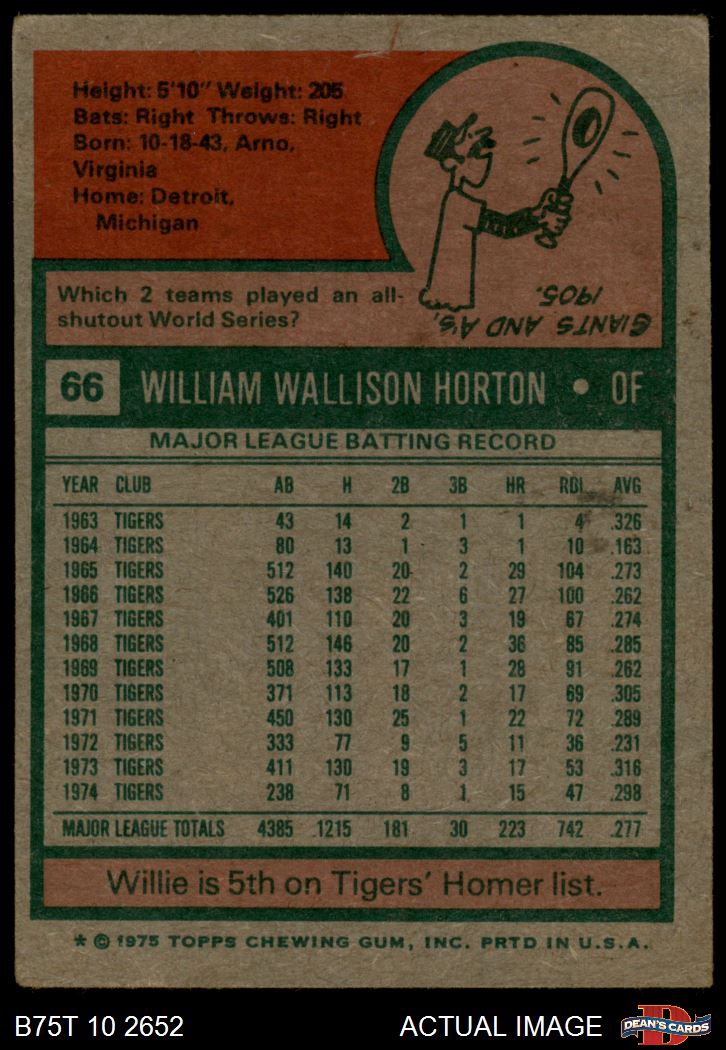 Height: 5'10" Weight: 205
Bats: Right Throws: Right
Born: 10-18-43, Arno,
Virginia
Home: Detroit,
Michigan
Which 2 teams played an all-
shutout World Series?
GIANTS AND A'S,
1905.
66 WILLIAM WALLISON HORTON • OF
MAJOR LEAGUE BATTING RECORD
YEAR CLUB AB H 2B 3B HR RBI AVG
1963 TIGERS 43 14 2 1 1 4 .326
1964 TIGERS 80 13 1 3 1 10 .163
1965 TIGERS 512 140 20 2 29 104 .273
1966 TIGERS 526 138 22 6 27 100 .262
1967 TIGERS 401 110 20 3 19 67 .274
1968 TIGERS 512 146 20 2 36 85 .285
1969 TIGERS 508 133 17 1 28 91 .262
1970 TIGERS 371 113 18 2 17 69 .305
1971 TIGERS 450 130 25 1 22 72 .289
1972 TIGERS 333 77 9 5 11 36 .231
1973 TIGERS 411 130 19 3 17 53 .316
1974 TIGERS 238 71 8 1 15 47 .298
MAJOR LEAGUE TOTALS 4385 1215 181 30 223 742 .277
Willie is 5th on Tigers' Homer list.
* © 1975 TOPPS CHEWING GUM, INC. PRTD IN U.S.A.
B75T 10 2652 ACTUAL IMAGE
D
DEAN'S CARDS